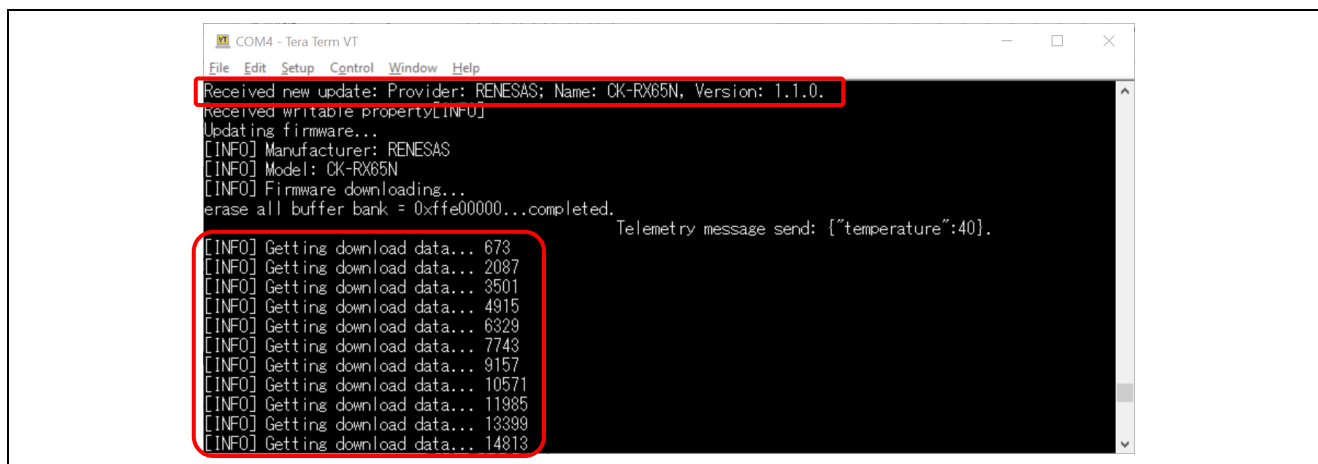 COM4 - Tera Term VT
File Edit Setup Control Window Help
Received new update: Provider: RENESAS; Name: CK-RX65N, Version: 1.1.0.
Received writable property[INFO]
Updating firmware...
[INFO] Manufacturer: RENESAS
[INFO] Model: CK-RX65N
[INFO] Firmware downloading...
erase all buffer bank = 0xffe00000...completed.
Telemetry message send: {"temperature":40}.
[INFO] Getting download data... 673
[INFO] Getting download data... 2087
[INFO] Getting download data... 3501
[INFO] Getting download data... 4915
[INFO] Getting download data... 6329
[INFO] Getting download data... 7743
[INFO] Getting download data... 9157
[INFO] Getting download data... 10571
[INFO] Getting download data... 11985
[INFO] Getting download data... 13399
[INFO] Getting download data... 14813